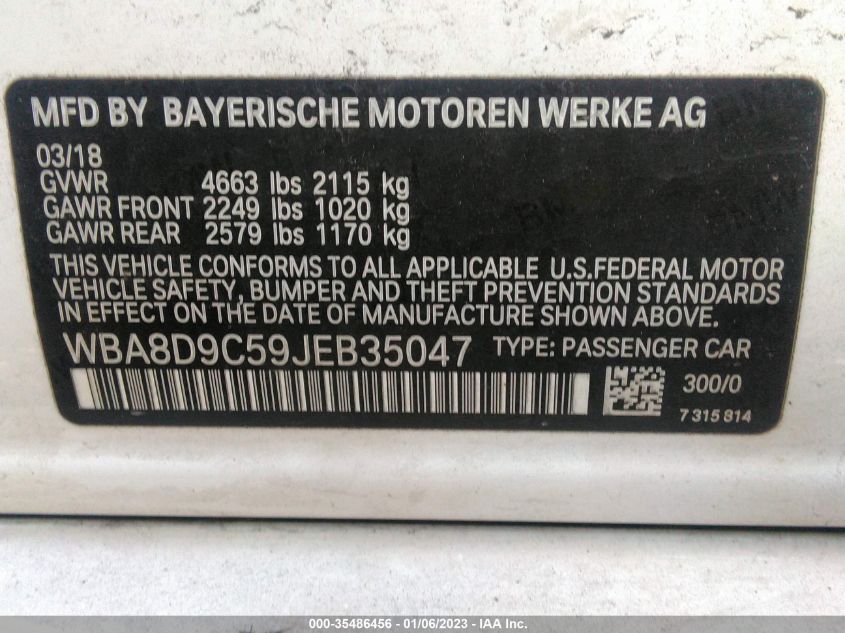 MFD BY BAYERISCHE MOTOREN WERKE AG
03/18
GVWR 4663 lbs 2115 kg
GAWR FRONT 2249 lbs 1020 kg
GAWR REAR 2579 lbs 1170 kg
THIS VEHICLE CONFORMS TO ALL APPLICABLE U.S.FEDERAL MOTOR
VEHICLE SAFETY, BUMPER AND THEFT PREVENTION STANDARDS
IN EFFECT ON THE DATE OF MANUFACTURE SHOWN ABOVE.
WBA8D9C59JEB35047 TYPE: PASSENGER CAR
300/0
7 315 814
000-35486456 - 01/06/2023 - IAA Inc.